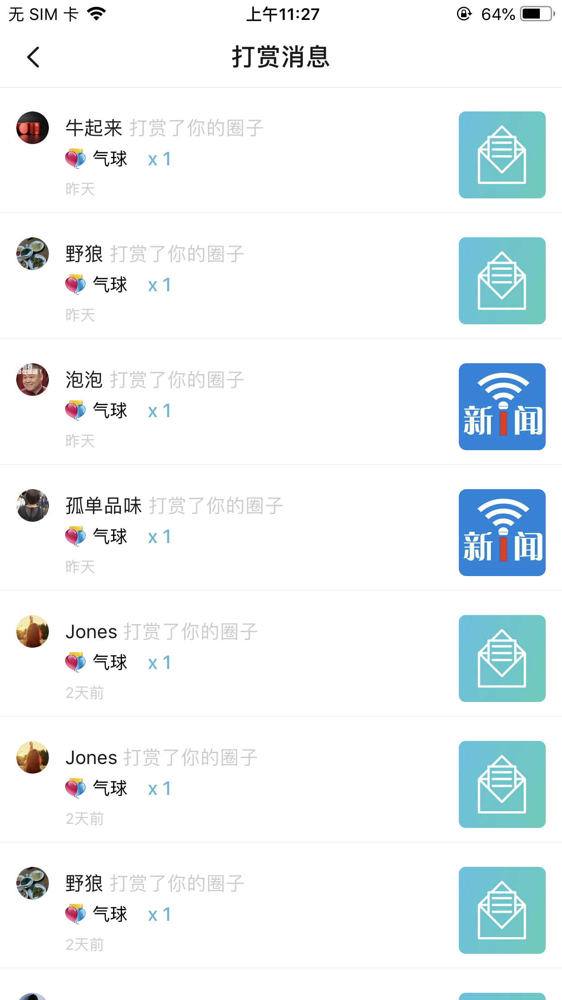 无 SIM 卡 上午11:27 64%
打赏消息
牛起来 打赏了你的圈子
气球 x 1
昨天
野狼 打赏了你的圈子
气球 x 1
昨天
泡泡 打赏了你的圈子
气球 x 1
昨天
看看
谁在装逼！
新i闻
孤单品味 打赏了你的圈子
气球 x 1
昨天
新i闻
Jones 打赏了你的圈子
气球 x 1
2天前
Jones 打赏了你的圈子
气球 x 1
2天前
野狼 打赏了你的圈子
气球 x 1
2天前